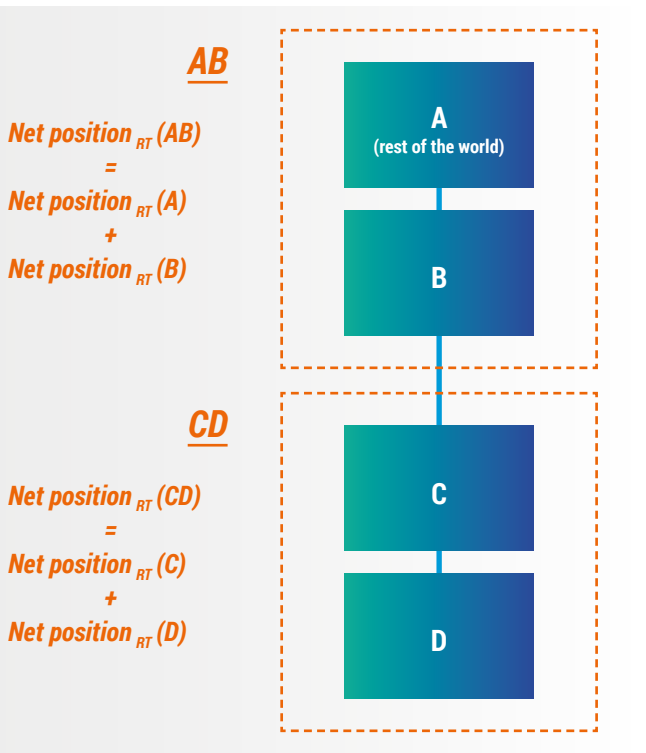 AB
Net position RT (AB)
=
Net position RT (A)
+
Net position RT (B)
A
(rest of the world)
B
CD
Net position RT (CD)
=
Net position RT (C)
+
Net position RT (D)
C
D